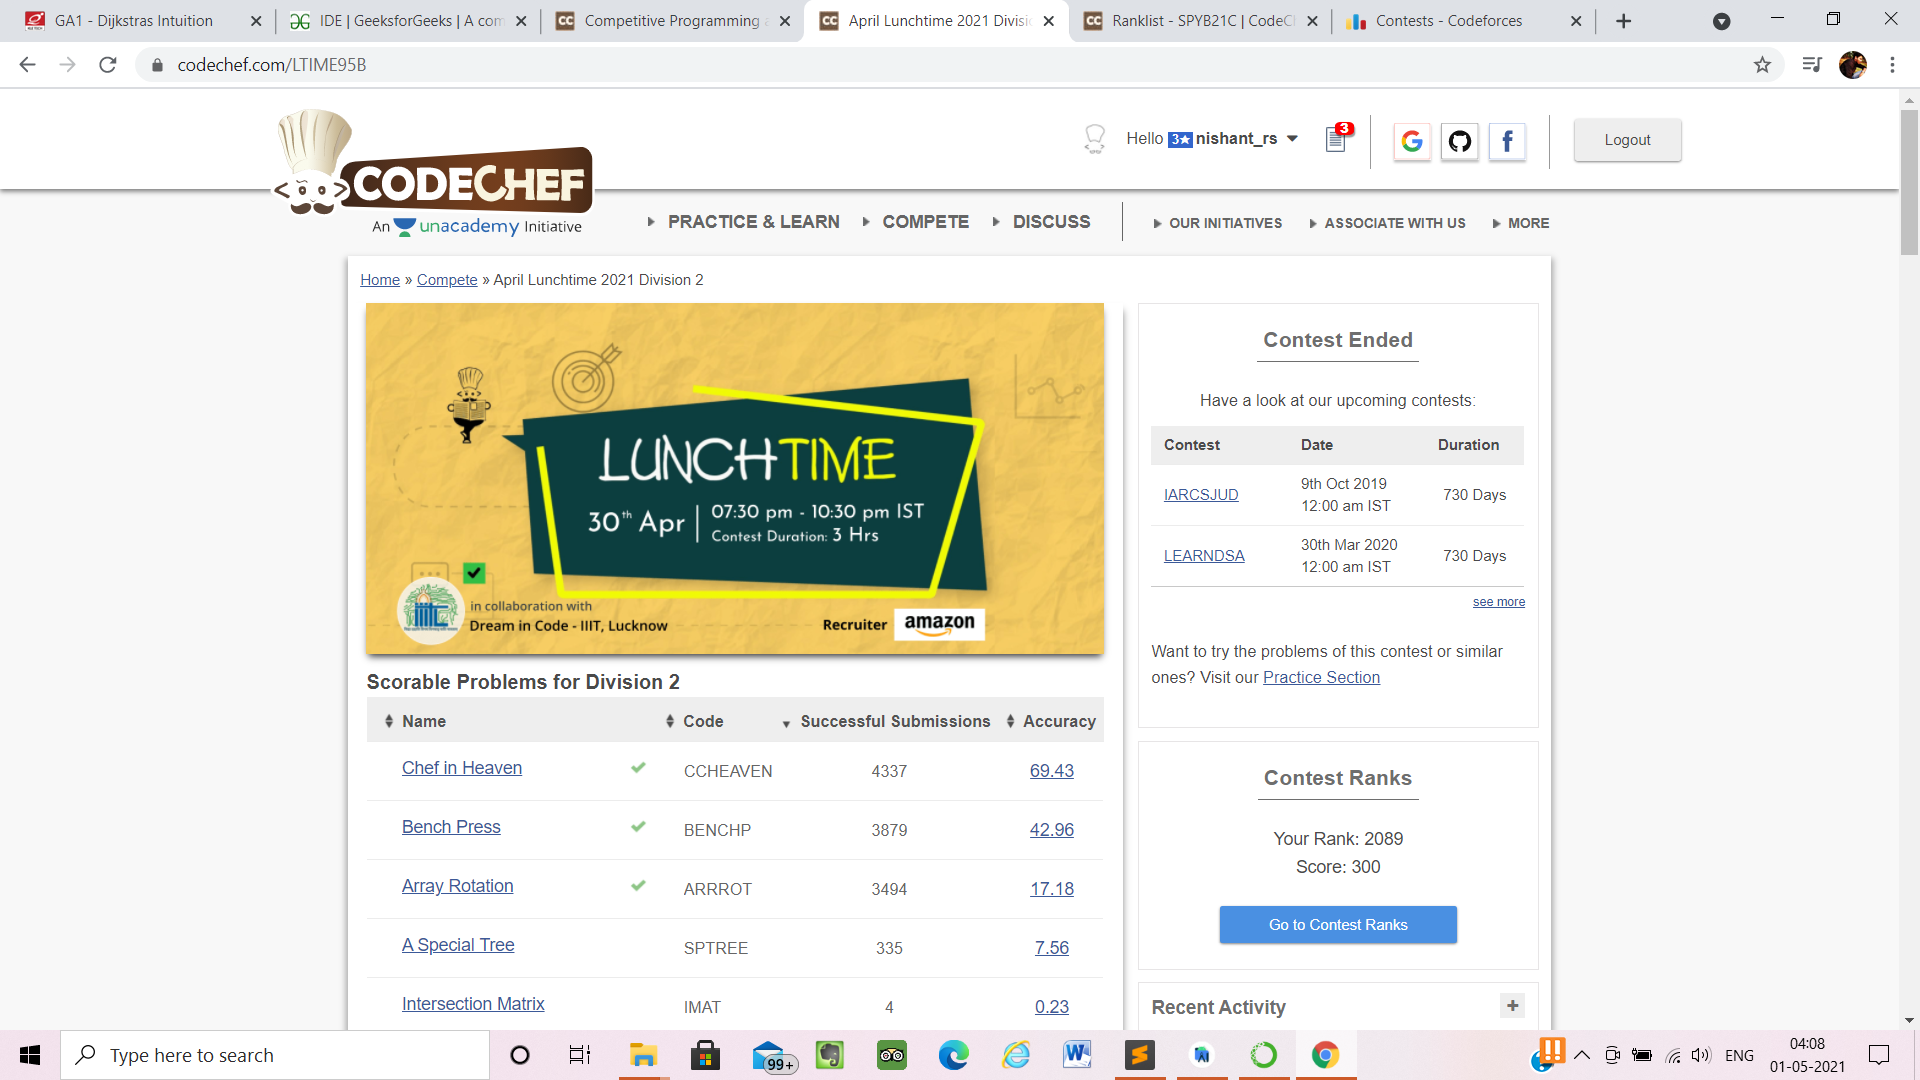 GA1 - Dijkstras Intuition
IDE | GeeksforGeeks | A com
Competitive Programming
April Lunchtime 2021 Divisi
Ranklist - SPYB21C | CodeCh
Contests - Codeforces
codechef.com/LTIME95B
CODECHEF
An unacademy Initiative
Hello 3★ nishant_rs
3
Logout
PRACTICE & LEARN
COMPETE
DISCUSS
OUR INITIATIVES
ASSOCIATE WITH US
MORE
Home » Compete » April Lunchtime 2021 Division 2
LUNCHTIME
30th Apr
07:30 pm - 10:30 pm IST
Contest Duration: 3 Hrs
in collaboration with
Dream in Code - IIIT, Lucknow
Recruiter amazon
Scorable Problems for Division 2
Name Code Successful Submissions Accuracy
Chef in Heaven CCHEAVEN 4337 69.43
Bench Press BENCHP 3879 42.96
Array Rotation ARRROT 3494 17.18
A Special Tree SPTREE 335 7.56
Intersection Matrix IMAT 4 0.23
Contest Ended
Have a look at our upcoming contests:
Contest Date Duration
IARCSJUD 9th Oct 2019 12:00 am IST 730 Days
LEARNDSA 30th Mar 2020 12:00 am IST 730 Days
see more
Want to try the problems of this contest or similar
ones? Visit our Practice Section
Contest Ranks
Your Rank: 2089
Score: 300
Go to Contest Ranks
Recent Activity
+
Type here to search
99+
ENG
04:08
01-05-2021